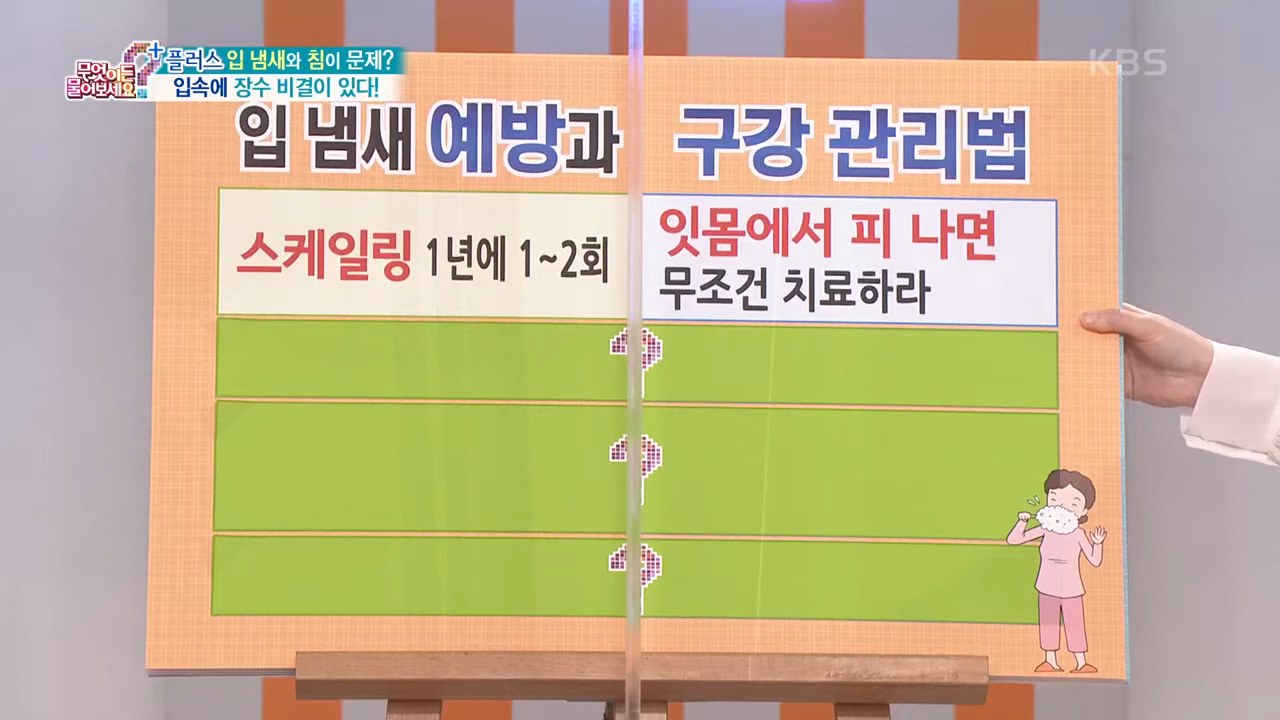 무엇이든
물어보세요
플러스 입 냄새와 침이 문제?
입속에 장수 비결이 있다!
KBS
입 냄새 예방과 구강 관리법
스케일링 1년에 1~2회
잇몸에서 피 나면
무조건 치료하라